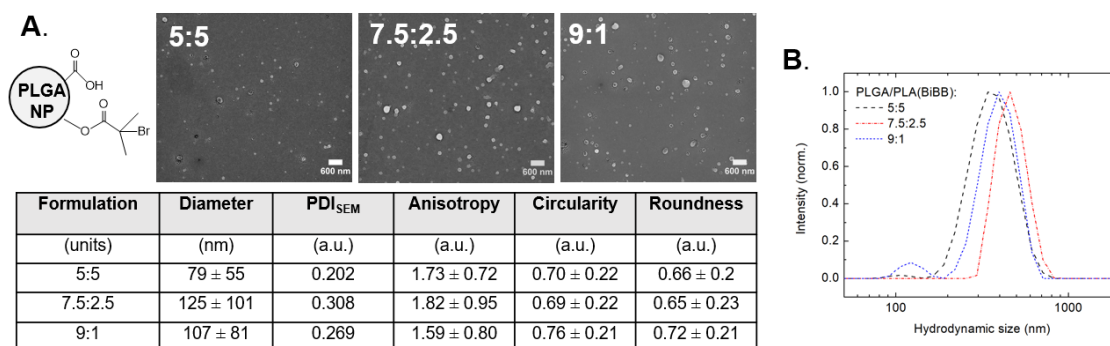 A.
5:5
7.5:2.5
9:1
O
OH
PLGA
NP
O
O
Br
600 nm
600 nm
600 nm
Formulation Diameter PDISEM Anisotropy Circularity Roundness
(units) (nm) (a.u.) (a.u.) (a.u.) (a.u.)
5:5 79 ± 55 0.202 1.73 ± 0.72 0.70 ± 0.22 0.66 ± 0.2
7.5:2.5 125 ± 101 0.308 1.82 ± 0.95 0.69 ± 0.22 0.65 ± 0.23
9:1 107 ± 81 0.269 1.59 ± 0.80 0.76 ± 0.21 0.72 ± 0.21
B.
PLGA/PLA(BiBB):
5:5
7.5:2.5
9:1
Intensity (norm.)
1.0
0.8
0.6
0.4
0.2
0.0
100 1000
Hydrodynamic size (nm)